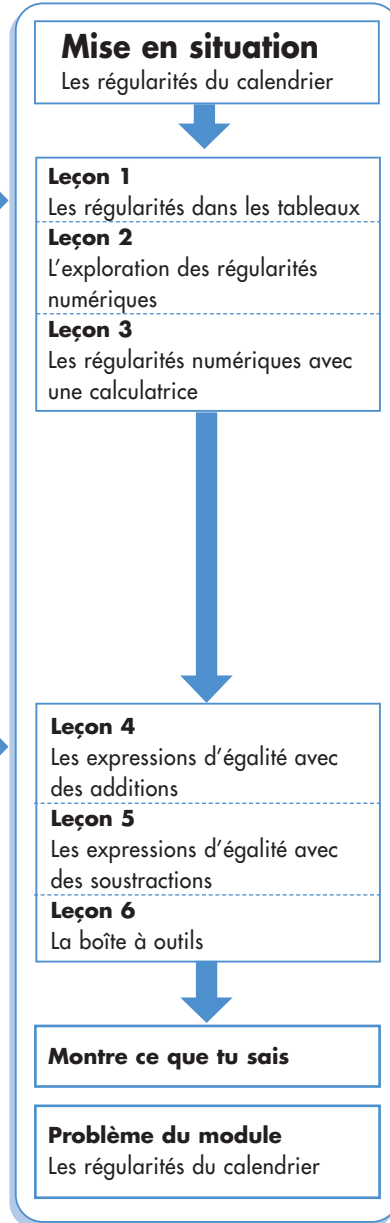 Mise en situation
Les régularités du calendrier
Leçon 1
Les régularités dans les tableaux
Leçon 2
L'exploration des régularités
numériques
Leçon 3
Les régularités numériques avec
une calculatrice
Leçon 4
Les expressions d'égalité avec
des additions
Leçon 5
Les expressions d'égalité avec
des soustractions
Leçon 6
La boîte à outils
Montre ce que tu sais
Problème du module
Les régularités du calendrier